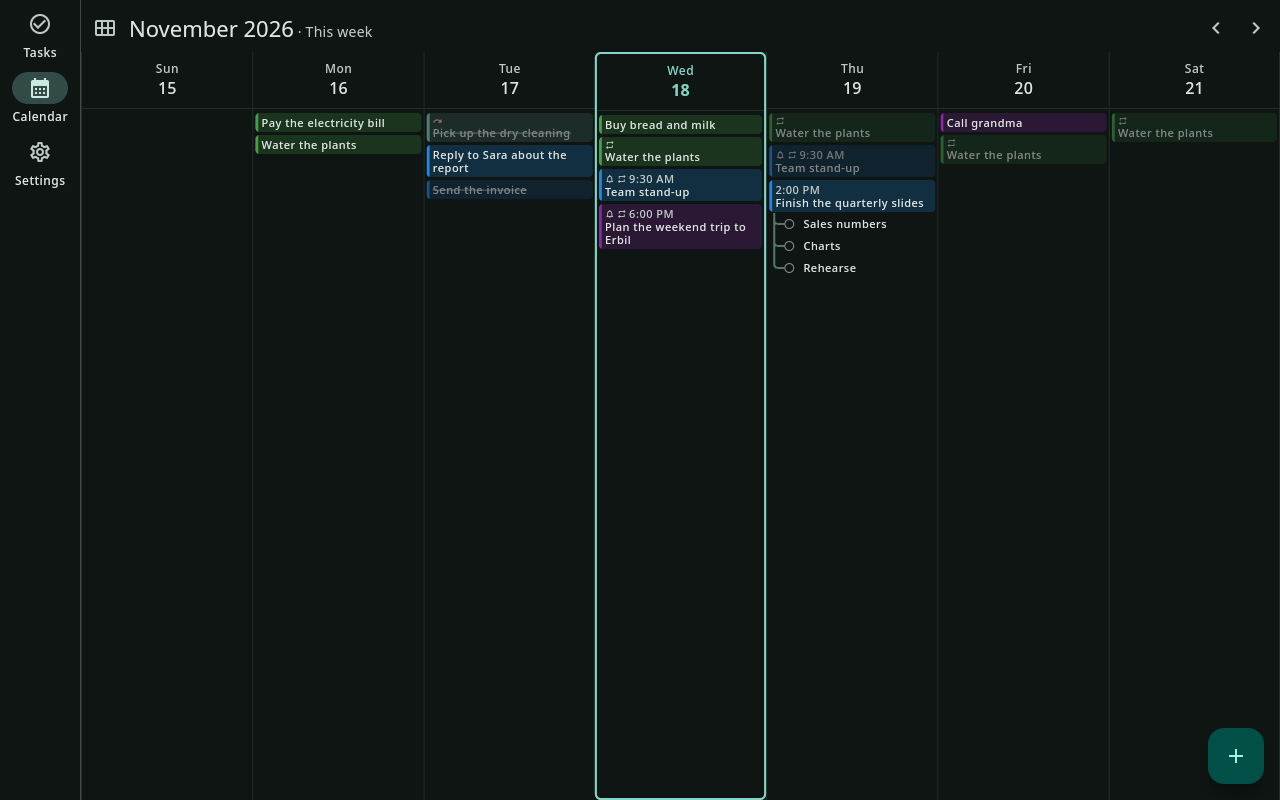 Tasks
Calendar
Settings
November 2026 · This week
Sun
15
Mon
16
Pay the electricity bill
Water the plants
Tue
17
Pick up the dry cleaning
Reply to Sara about the
report
Send the invoice
Wed
18
Buy bread and milk
Water the plants
9:30 AM
Team stand-up
6:00 PM
Plan the weekend trip to
Erbil
Thu
19
Water the plants
9:30 AM
Team stand-up
2:00 PM
Finish the quarterly slides
Sales numbers
Charts
Rehearse
Fri
20
Call grandma
Water the plants
Sat
21
Water the plants